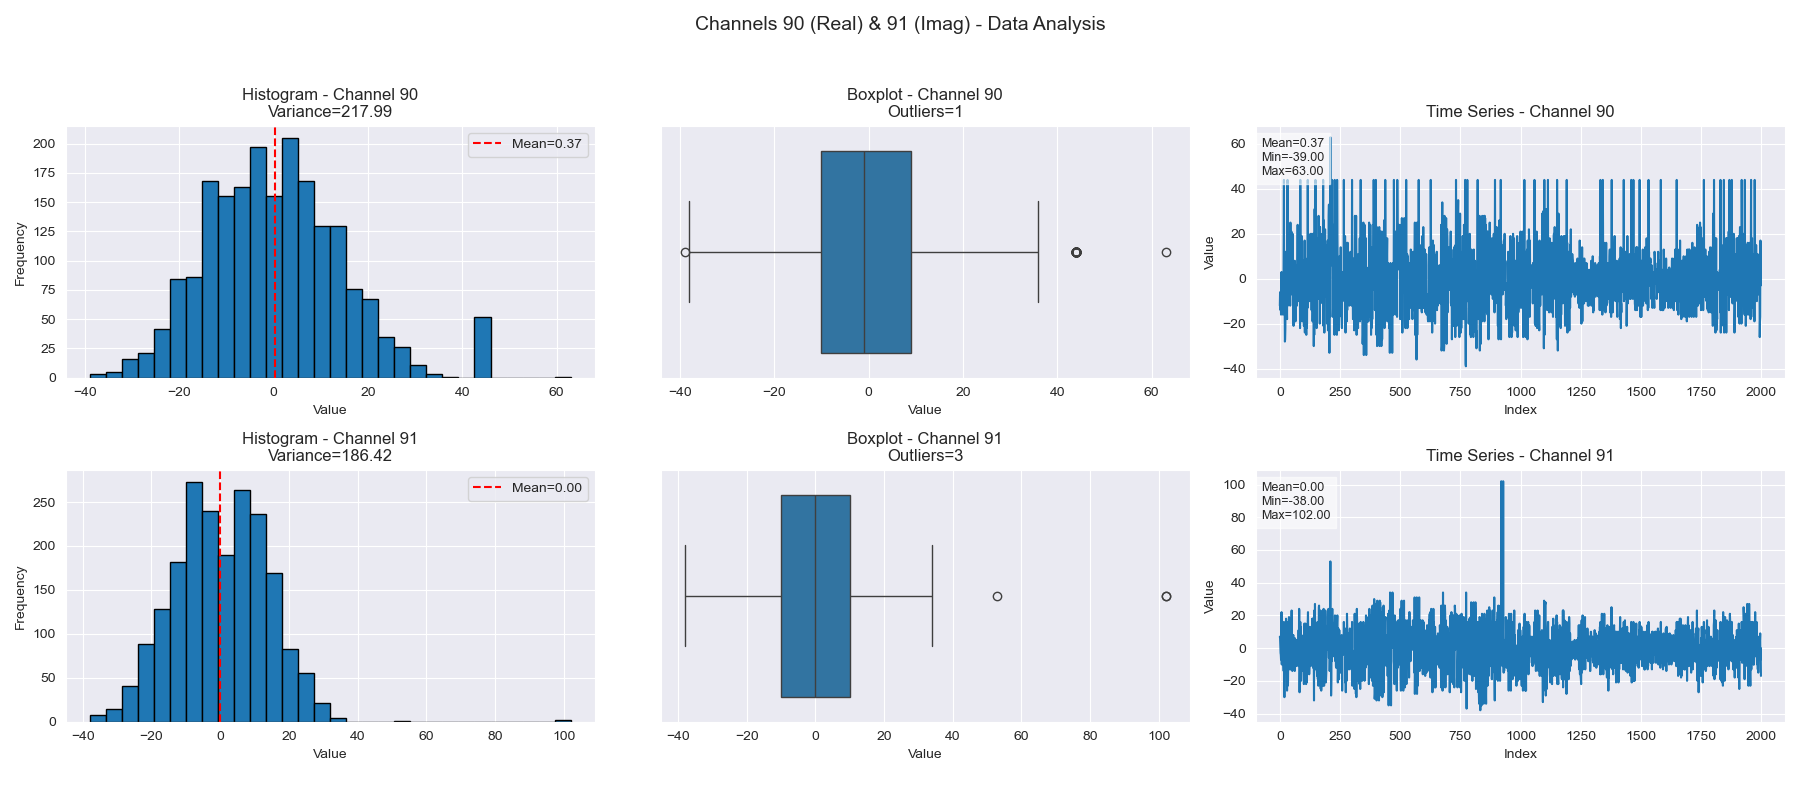 Channels 90 (Real) & 91 (Imag) - Data Analysis
Histogram - Channel 90
Variance=217.99
Mean=0.37
Frequency
200
175
150
125
100
75
50
25
0
−40 −20 0 20 40 60
Value
Boxplot - Channel 90
Outliers=1
−40 −20 0 20 40 60
Value
Time Series - Channel 90
Mean=0.37
Min=-39.00
Max=63.00
Value
60
40
20
0
−20
−40
0 250 500 750 1000 1250 1500 1750 2000
Index
Histogram - Channel 91
Variance=186.42
Mean=0.00
Frequency
250
200
150
100
50
0
−40 −20 0 20 40 60 80 100
Value
Boxplot - Channel 91
Outliers=3
−40 −20 0 20 40 60 80 100
Value
Time Series - Channel 91
Mean=0.00
Min=-38.00
Max=102.00
Value
100
80
60
40
20
0
−20
−40
0 250 500 750 1000 1250 1500 1750 2000
Index